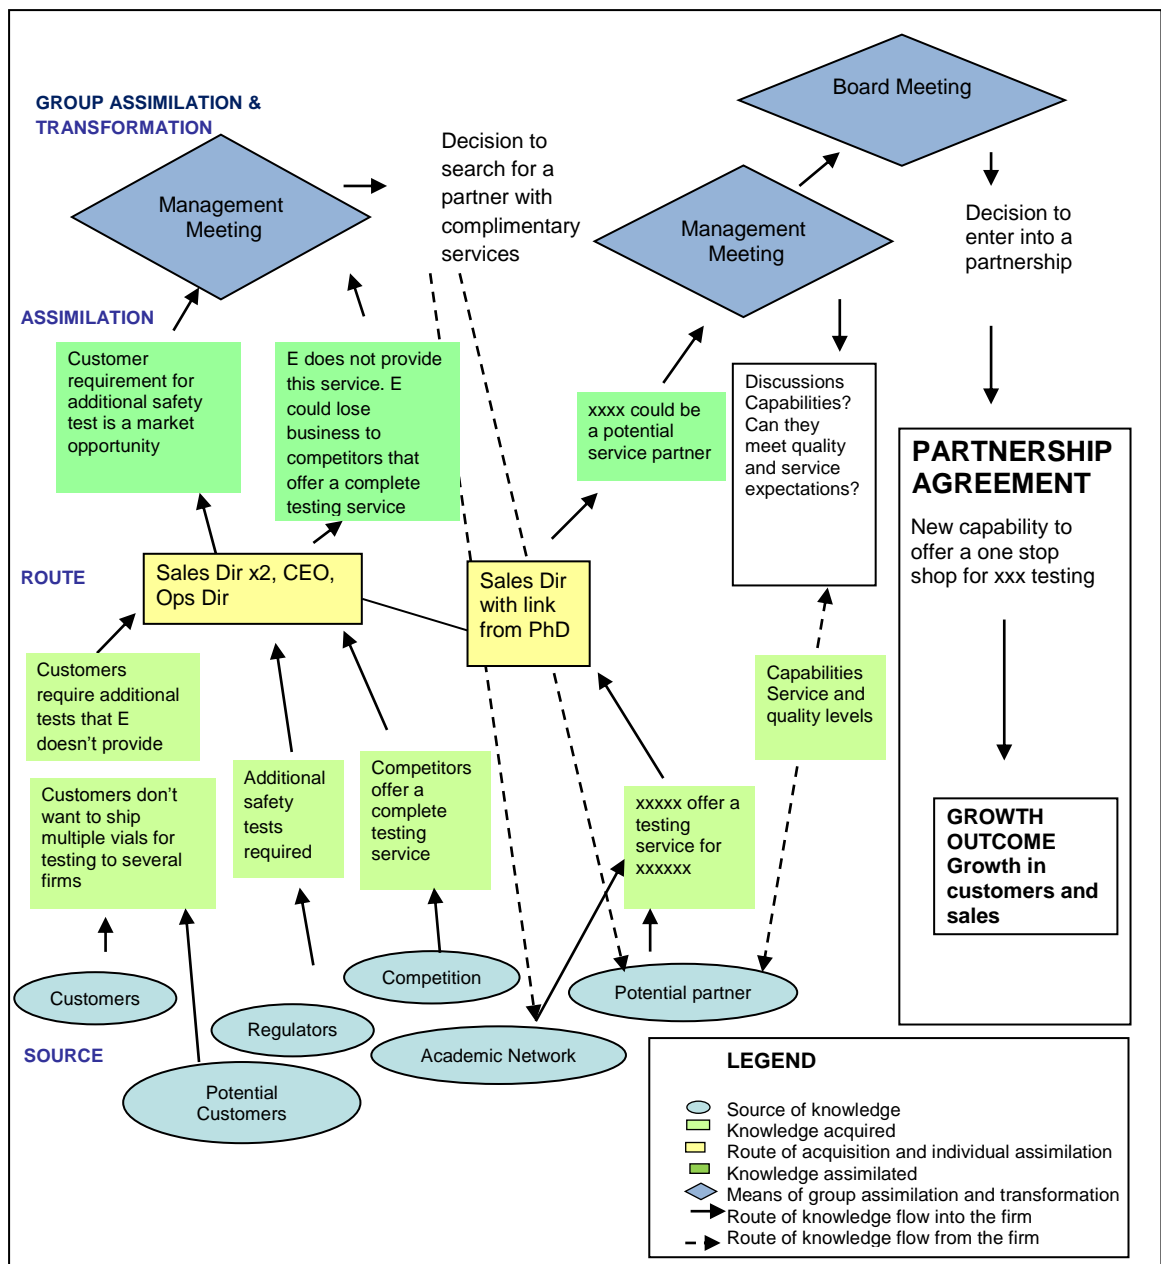 GROUP ASSIMILATION &
TRANSFORMATION
Management
Meeting
Decision to
search for a
partner with
complimentary
services
Board Meeting
Management
Meeting
Decision to
enter into a
partnership
ASSIMILATION
Customer
requirement for
additional safety
test is a market
opportunity
E does not provide
this service. E
could lose
business to
competitors that
offer a complete
testing service
xxxx could be
a potential
service partner
Discussions
Capabilities?
Can they
meet quality
and service
expectations?
PARTNERSHIP
AGREEMENT
New capability to
offer a one stop
shop for xxx testing
ROUTE
Sales Dir x2, CEO,
Ops Dir
Sales Dir
with link
from PhD
Customers
require additional
tests that E
doesn't provide
Capabilities
Service and
quality levels
Customers don't
want to ship
multiple vials for
testing to several
firms
Additional
safety
tests
required
Competitors
offer a
complete
testing
service
xxxxx offer a
testing
service for
xxxxxx
GROWTH
OUTCOME
Growth in
customers and
sales
Customers
Competition
Potential partner
Regulators
Academic Network
SOURCE
Potential
Customers
LEGEND
Source of knowledge
Knowledge acquired
Route of acquisition and individual assimilation
Knowledge assimilated
Means of group assimilation and transformation
Route of knowledge flow into the firm
Route of knowledge flow from the firm